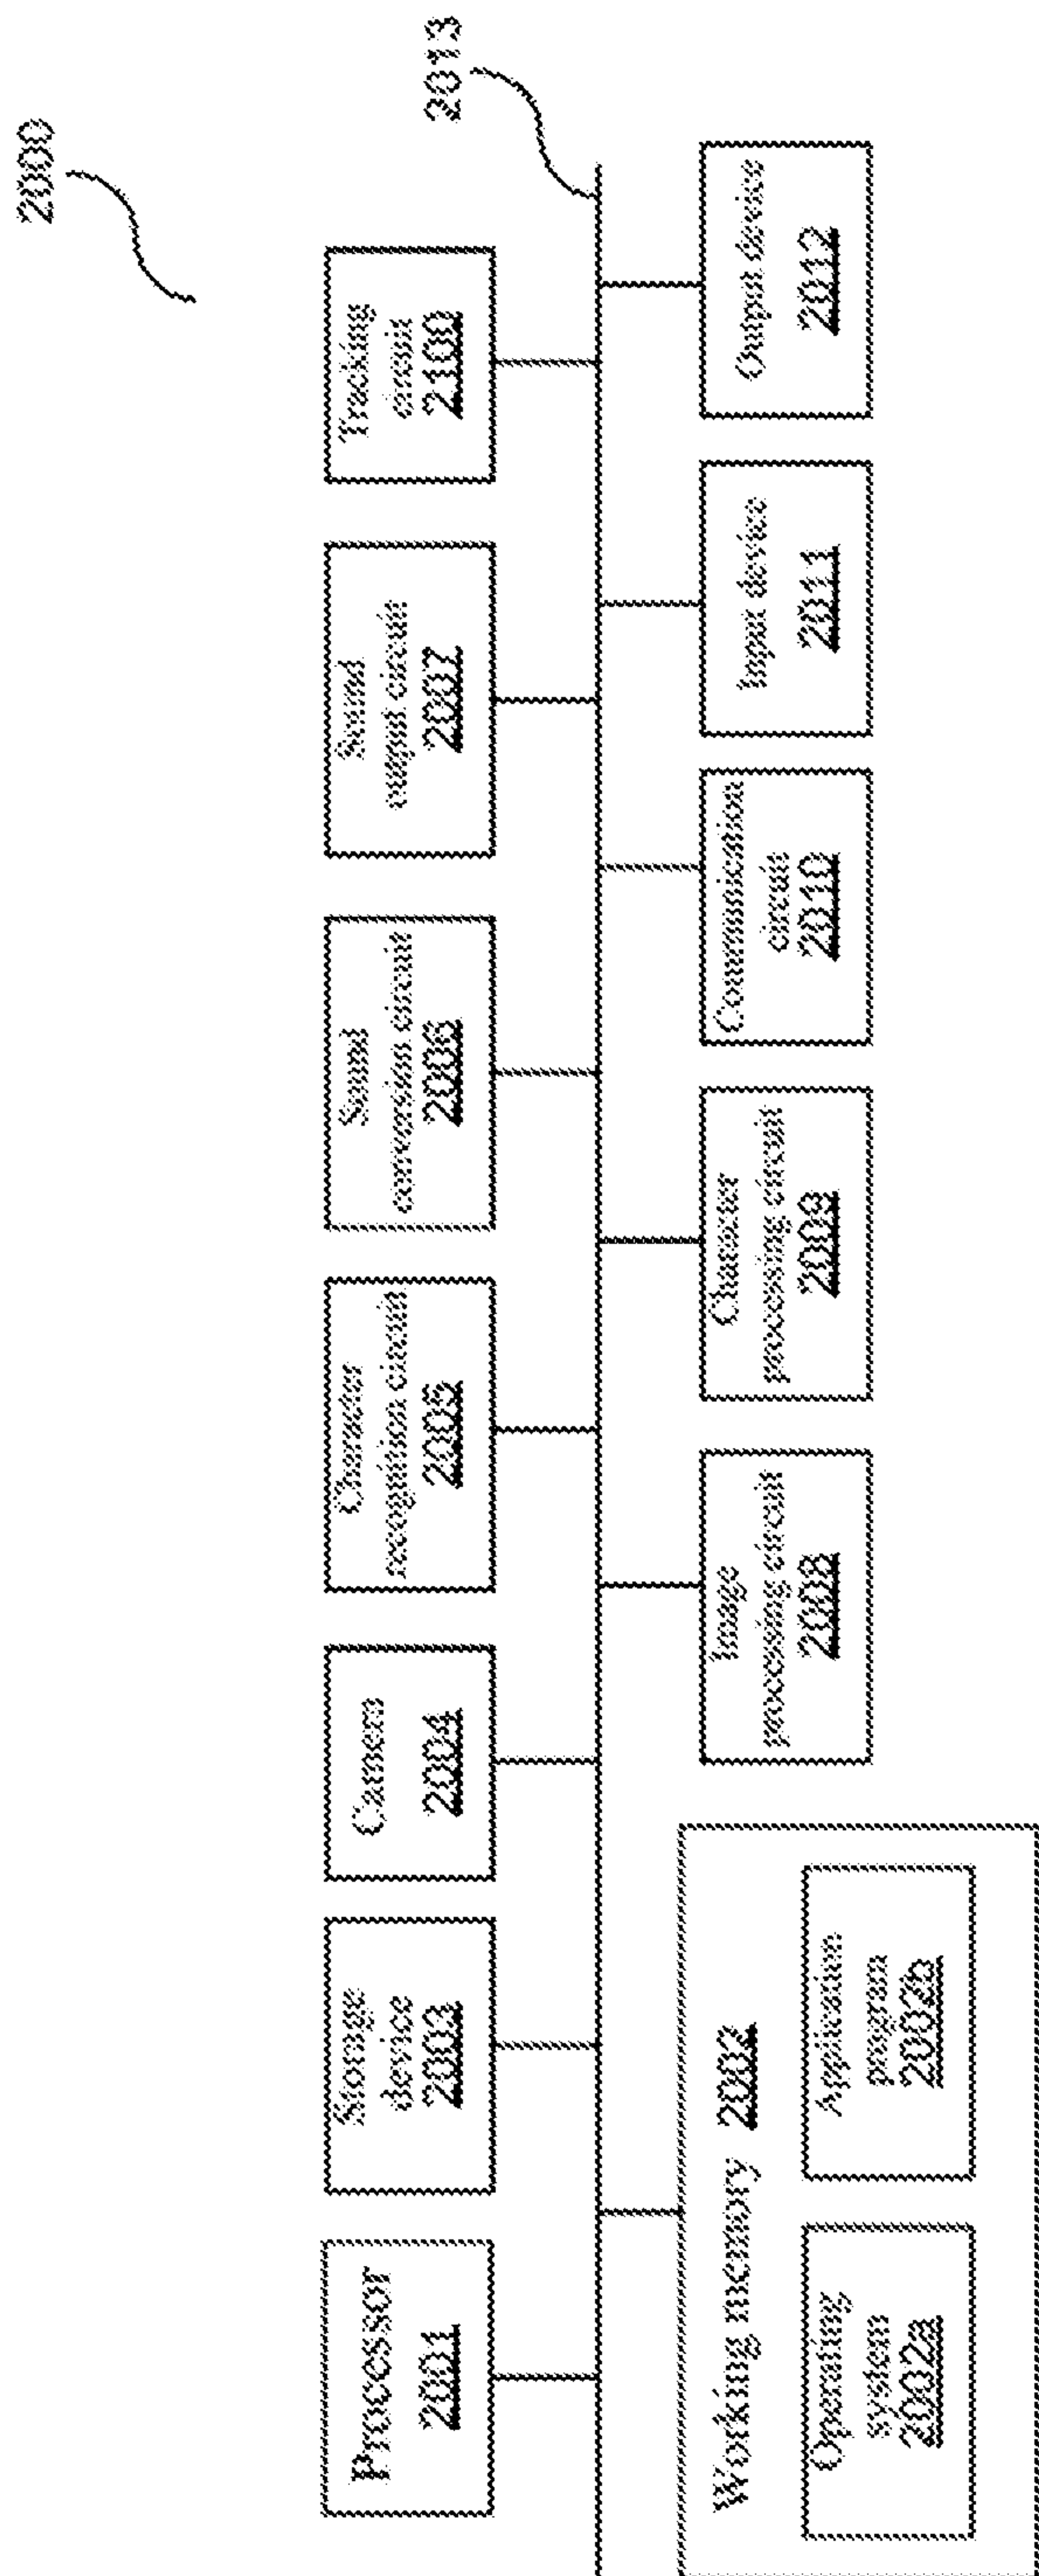 2000
2013
Processor
2001
Storage
device
2003
Camera
2004
Character
recognition circuit
2005
Sound
conversion circuit
2006
Sound
output circuit
2007
Tracking
circuit
2100
Working memory 2002
Operating
system
2002a
Application
program
2002b
Image
processing circuit
2008
Character
processing circuit
2009
Communication
circuit
2010
Input device
2011
Output device
2012